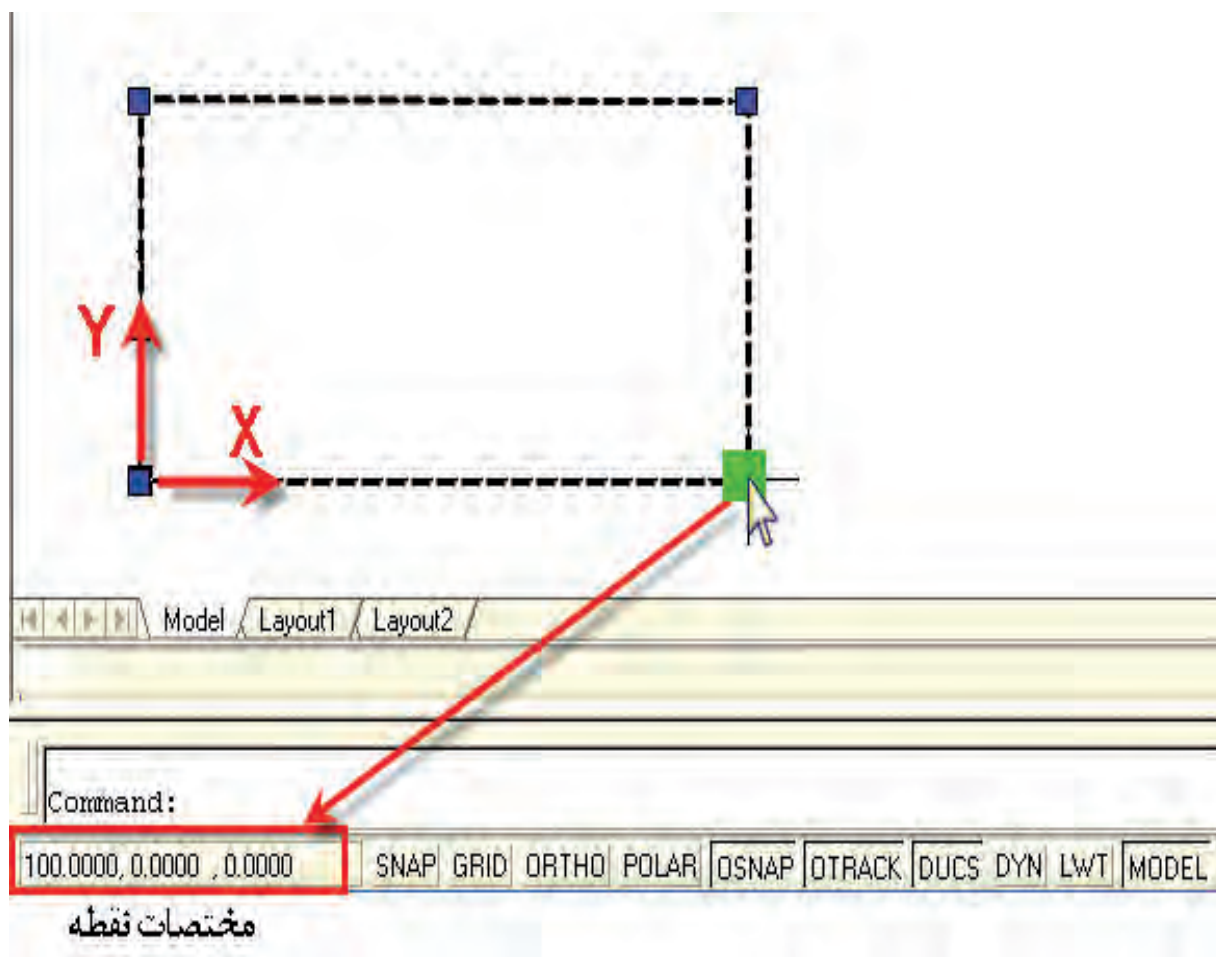 Y
X
Model / Layout1 / Layout2 /
Command:
100.0000, 0.0000 , 0.0000 SNAP GRID ORTHO POLAR OSNAP OTRACK DUCS DYN LWT MODEL
مختصات نقطه